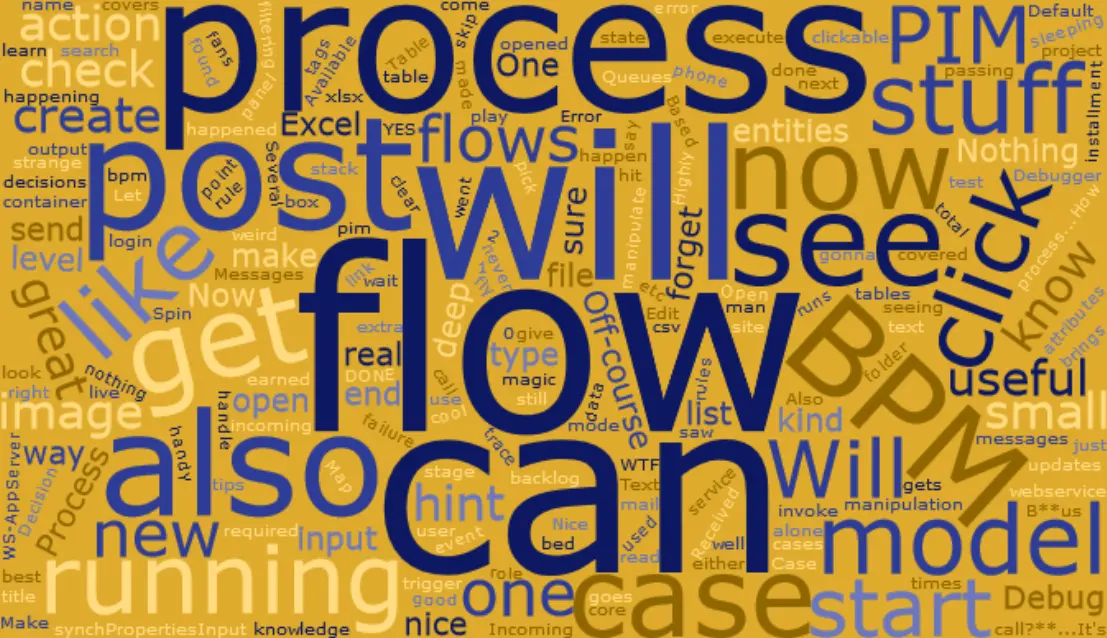 name covers
action
process
come
error
PIM
Default
Sleeping
learn search
check
found
fans
filtering
panel
tags
Available
Table
table
skip
made
opened
One
state
execute
clickable
project
stuff
passing
happening
create
xlsx
Queues
phone
done
next
installment
happened
Excel
YES
flows
play
Error
say
Based
entities
Nothing
output
strange
decisions
container
post
bpm
Let
point
rule
Several
stack
box
clear
went
pick
will
happen
hit
Highly
now
test
Debugger
click
send
level
login
weird
make
Messages
pim
sure
manipulate
forget
see
gonna
covered
total
process...How
know
like
great
Now
Spin
get
link
wait
never
file
etc
Edit
csv
Open
man
site
runs
tables
seeing
text
attributes
brings
flow
extra
deep
0
give
type
magic
still
Off-course
BPM
folder
useful
look
right
nothing
live
image
earned
open
incoming
handle
real
DONE
end
call
use
cool
data
mode
rules
list
saw
Also
kind
small
messages
just
way
WS-AppServer
Decision
Process
also
handy
tips
failure
Map
trace
can
stage
hint
backlog
WTF
Text
mail
service
Will
gets
manipulation
updates
webservice
new
required
Input
user
event
Nice
bed
used
read
Received
well
either
invoke
alone
cases
Case
model
B**us
best
title
running
trigger
good
role
one
goes
core
case
start
times
Debug
Make
synchPropertiesInput
knowledge
nice
Incoming
call?**...It's